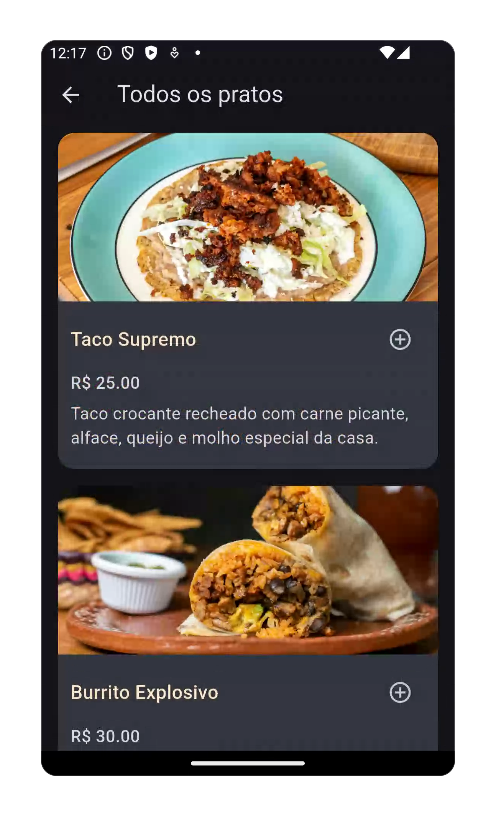 12:17
Todos os pratos
Taco Supremo
R$ 25.00
Taco crocante recheado com carne picante,
alface, queijo e molho especial da casa.
Burrito Explosivo
R$ 30.00